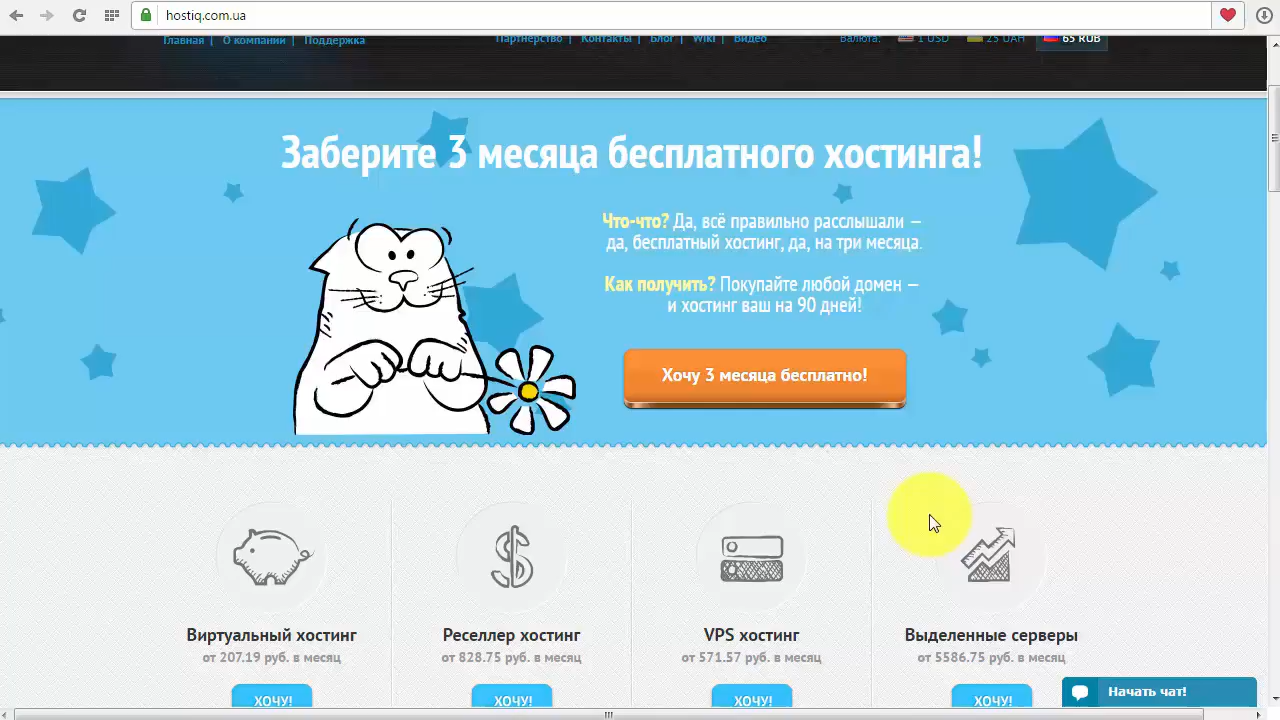 hostiq.com.ua
Главная | О компании | Поддержка
Партнерство | Контакты | Блог | Wiki | Видео
Валюта: 1 USD 25 UAH 65 RUB
Заберите 3 месяца бесплатного хостинга!
Что-что? Да, всё правильно расслышали —
да, бесплатный хостинг, да, на три месяца.
Как получить? Покупайте любой домен —
и хостинг ваш на 90 дней!
Хочу 3 месяца бесплатно!
Виртуальный хостинг
от 207.19 руб. в месяц
ХОЧУ!
Реселлер хостинг
от 828.75 руб. в месяц
ХОЧУ!
VPS хостинг
от 571.57 руб. в месяц
ХОЧУ!
Выделенные серверы
от 5586.75 руб. в месяц
ХОЧУ!
Начать чат!